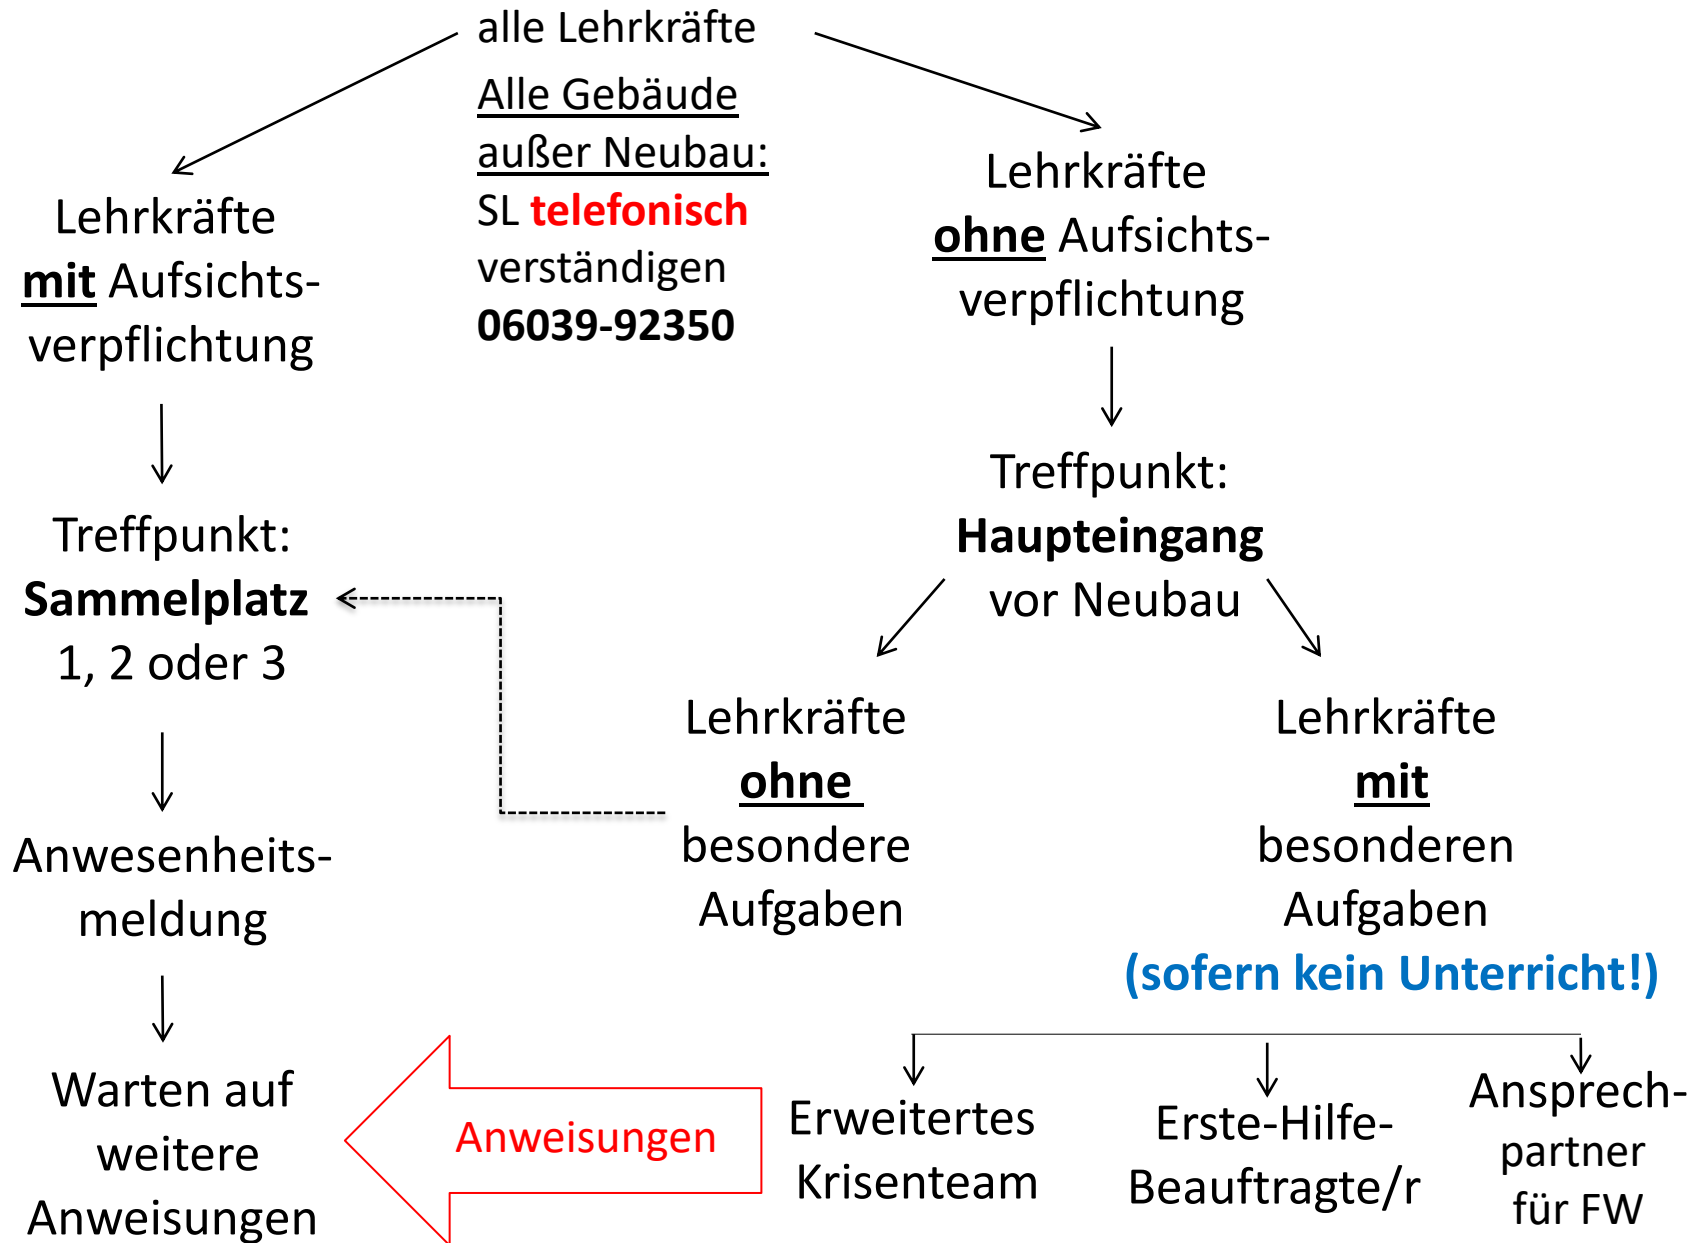 alle Lehrkräfte
Alle Gebäude
außer Neubau:
SL telefonisch
verständigen
06039-92350
Lehrkräfte
mit Aufsichts-
verpflichtung
Treffpunkt:
Sammelplatz
1, 2 oder 3
Anwesenheits-
meldung
Warten auf
weitere
Anweisungen
Lehrkräfte
ohne Aufsichts-
verpflichtung
Treffpunkt:
Haupteingang
vor Neubau
Lehrkräfte
ohne
besondere
Aufgaben
Lehrkräfte
mit
besonderen
Aufgaben
(sofern kein Unterricht!)
Anweisungen
Erweitertes
Krisenteam
Erste-Hilfe-
Beauftragte/r
Ansprech-
partner
für FW